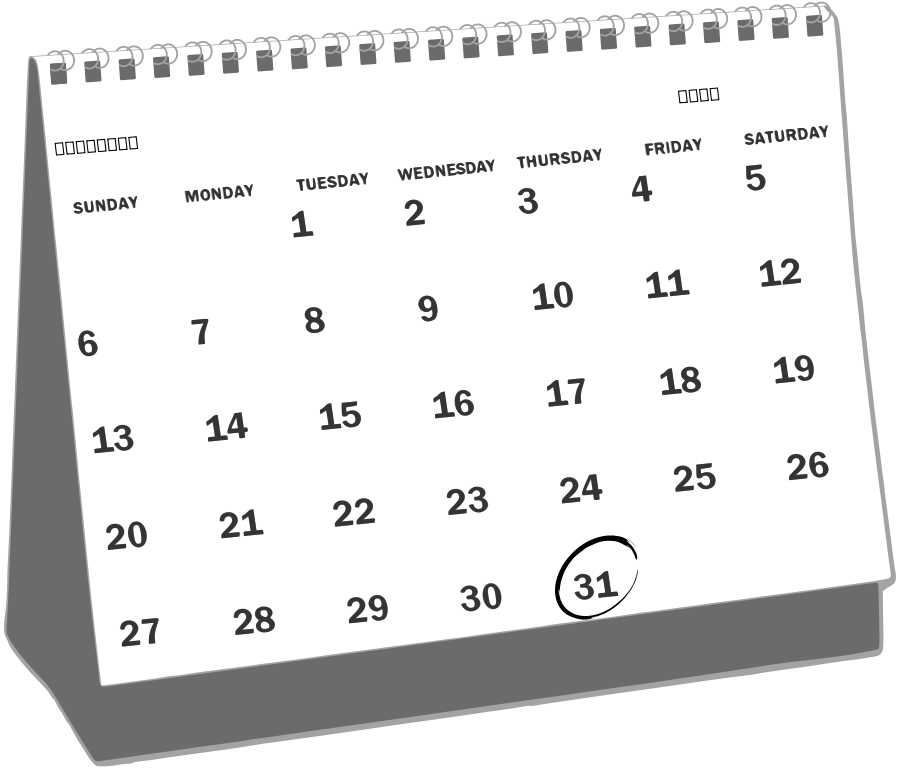 SUNDAY MONDAY TUESDAY WEDNESDAY THURSDAY FRIDAY SATURDAY
1 2 3 4 5
6 7 8 9 10 11 12
13 14 15 16 17 18 19
20 21 22 23 24 25 26
27 28 29 30 31